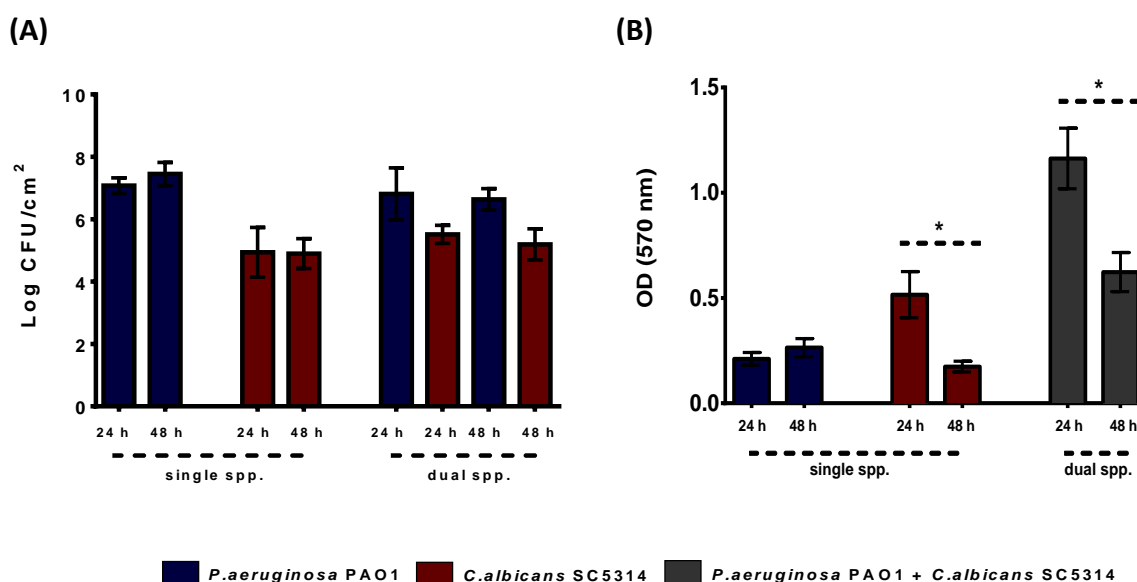 (A)
10
8
6
4
2
0
Log CFU/cm2
24 h 48 h 24 h 48 h 24 h 24 h 48 h 48 h
single spp. dual spp.
(B)
1.5
1.0
0.5
0.0
OD (570 nm)
*
*
24 h 48 h 24 h 48 h 24 h 48 h
single spp. dual spp.
P.aeruginosa PAO1 C.albicans SC5314 P.aeruginosa PAO1 + C.albicans SC5314